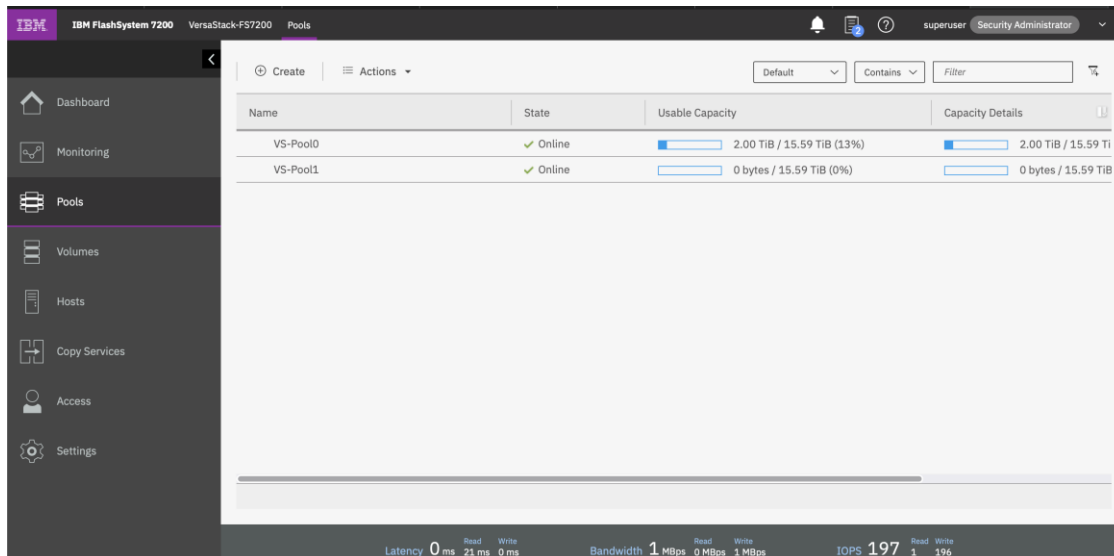 IBM IBM FlashSystem 7200 VersaStack-FS7200 Pools 2 superuser Security Administrator
Create Actions Default Contains Filter
Dashboard
Monitoring
Pools
Volumes
Hosts
Copy Services
Access
Settings
Name State Usable Capacity Capacity Details
VS-Pool0 Online 2.00 TiB / 15.59 TiB (13%) 2.00 TiB / 15.59 Ti
VS-Pool1 Online 0 bytes / 15.59 TiB (0%) 0 bytes / 15.59 TiB
Read Write Read Write Read Write
Latency 0 ms 21 ms 0 ms Bandwidth 1 MBps 0 MBps 1 MBps IOPS 197 1 196